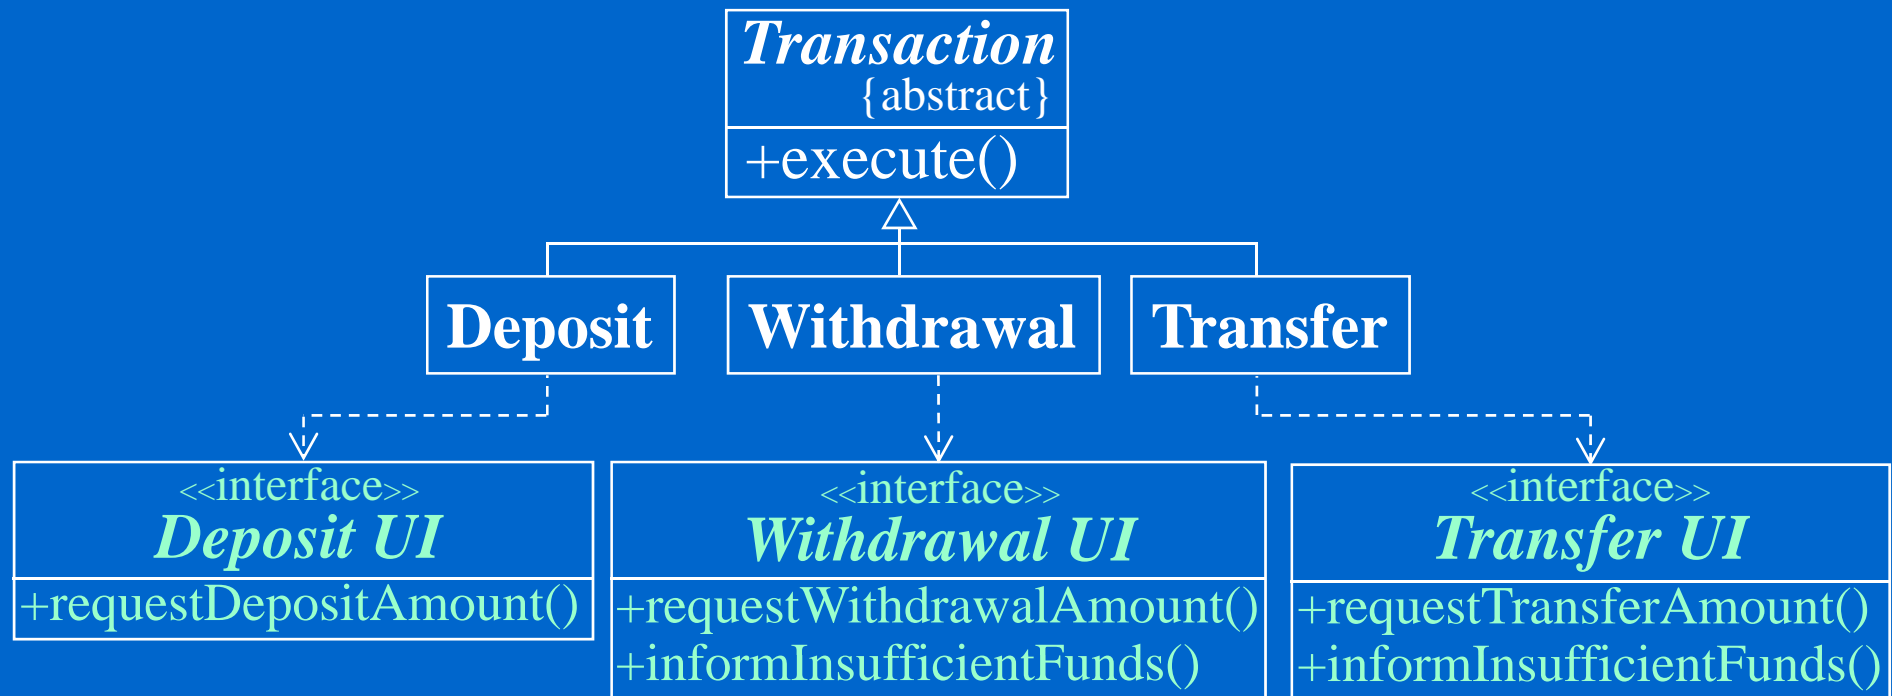 Transaction
{abstract}
+execute()
Deposit
Withdrawal
Transfer
<<interface>>
Deposit UI
+requestDepositAmount()
<<interface>>
Withdrawal UI
+requestWithdrawalAmount()
+informInsufficientFunds()
<<interface>>
Transfer UI
+requestTransferAmount()
+informInsufficientFunds()